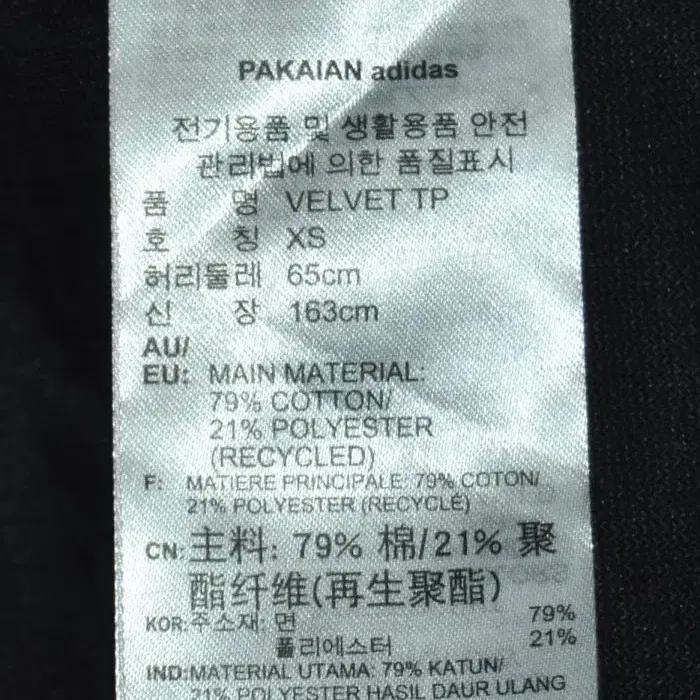 PAKAIAN adidas
전기용품 및 생활용품 안전
관리법에 의한 품질표시
품 명 VELVET TP
호 칭 XS
허리둘레 65cm
신 장 163cm
AU/
EU: MAIN MATERIAL:
79% COTTON/
21% POLYESTER
(RECYCLED)
F: MATIERE PRINCIPALE: 79% COTON/
21% POLYESTER (RECYCLÉ)
CN: 主料: 79% 棉/21% 聚
酯纤维(再生聚酯)
KOR: 주소재: 면 79%
폴리에스터 21%
IND: MATERIAL UTAMA: 79% KATUN/
21% POLYESTER HASIL DAUR ULANG